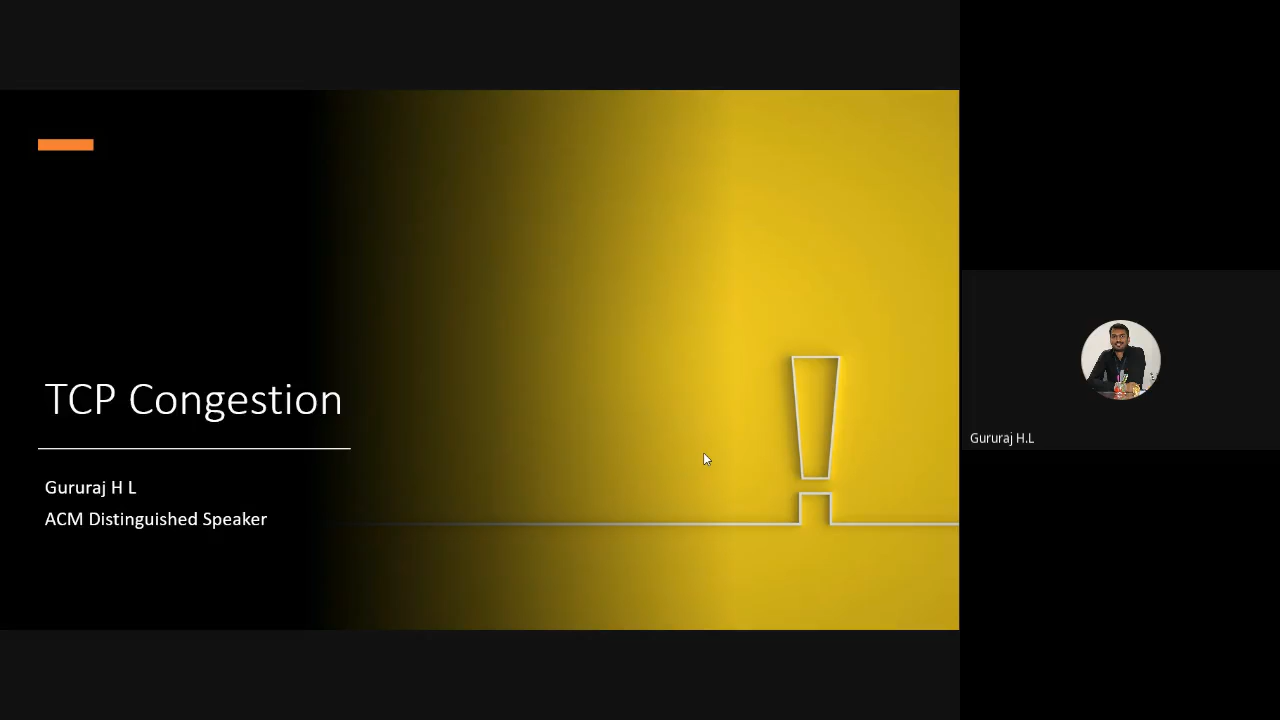 TCP Congestion
Gururaj H L
ACM Distinguished Speaker
Gururaj H.L